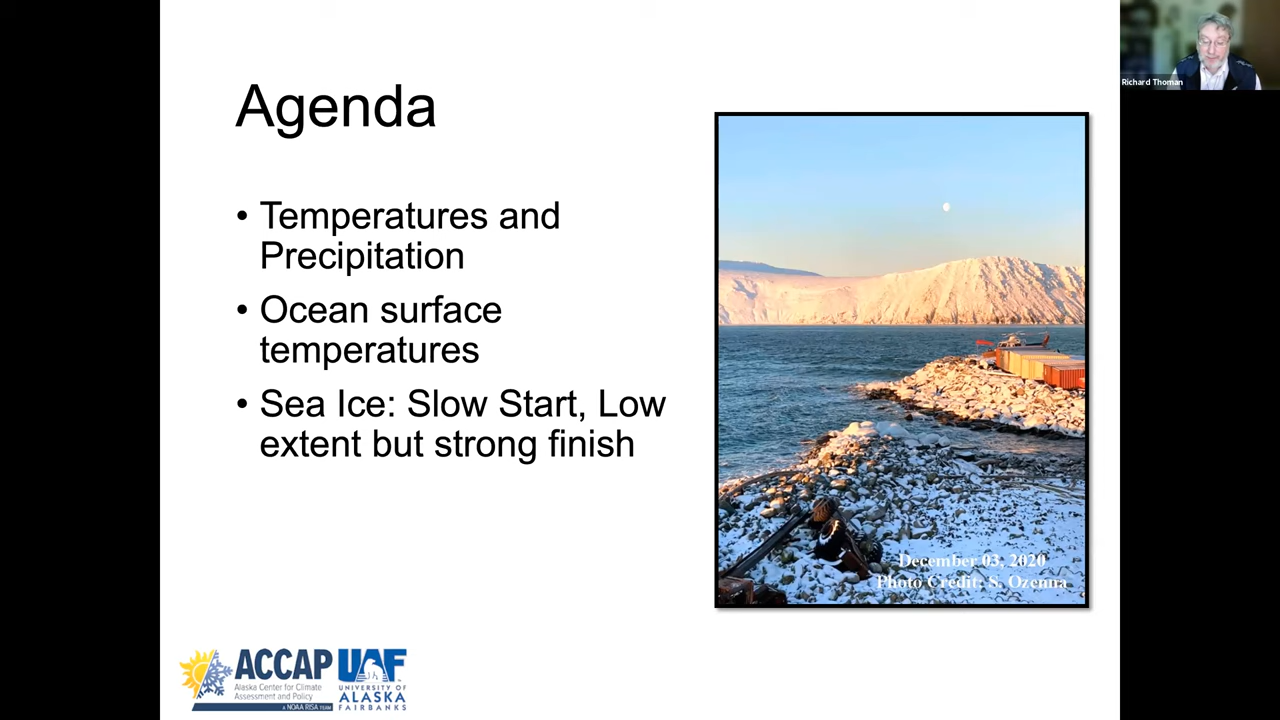 Richard Thoman
Agenda
• Temperatures and
Precipitation
• Ocean surface
temperatures
• Sea Ice: Slow Start, Low
extent but strong finish
December 03, 2020
Photo Credit: S. Ozenna
ACCAP
Alaska Center for Climate
Assessment and Policy
A NOAA RISA TEAM
UAF
UNIVERSITY OF
ALASKA
FAIRBANKS